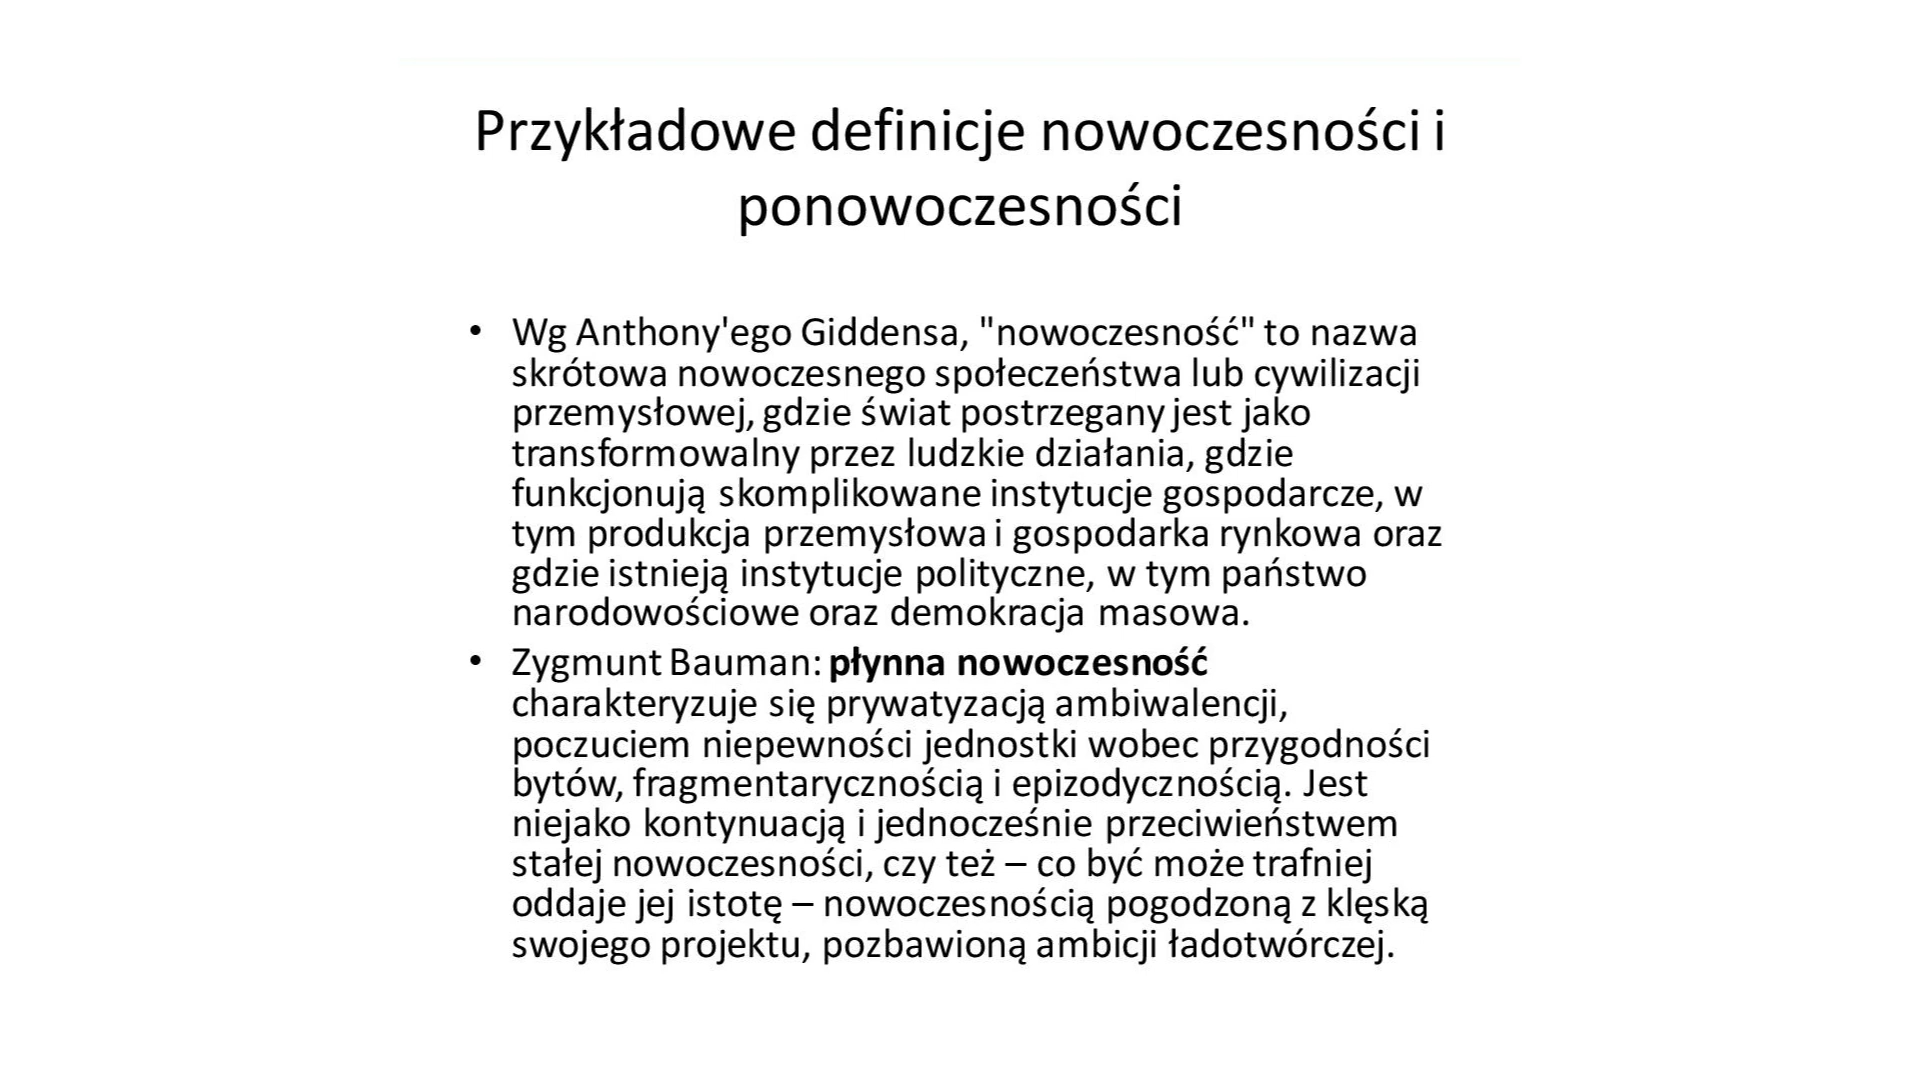 Przykładowe definicje nowoczesności i
ponowoczesności
• Wg Anthony'ego Giddensa, "nowoczesność" to nazwa
skrótowa nowoczesnego społeczeństwa lub cywilizacji
przemysłowej, gdzie świat postrzegany jest jako
transformowalny przez ludzkie działania, gdzie
funkcjonują skomplikowane instytucje gospodarcze, w
tym produkcja przemysłowa i gospodarka rynkowa oraz
gdzie istnieją instytucje polityczne, w tym państwo
narodowościowe oraz demokracja masowa.
• Zygmunt Bauman: płynna nowoczesność
charakteryzuje się prywatyzacją ambiwalencji,
poczuciem niepewności jednostki wobec przygodności
bytów, fragmentarycznością i epizodycznością. Jest
niejako kontynuacją i jednocześnie przeciwieństwem
stałej nowoczesności, czy też – co być może trafniej
oddaje jej istotę – nowoczesnością pogodzoną z klęską
swojego projektu, pozbawioną ambicji ładotwórczej.